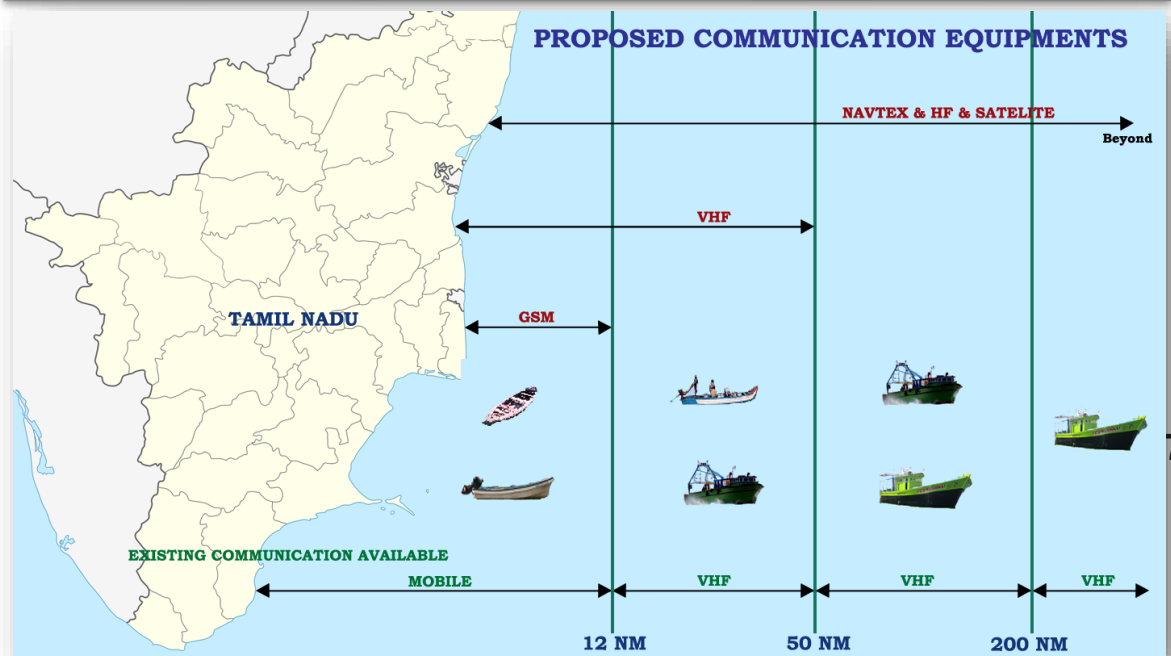 PROPOSED COMMUNICATION EQUIPMENTS
NAVTEX & HF & SATELITE
Beyond
VHF
TAMIL NADU
GSM
EXISTING COMMUNICATION AVAILABLE
MOBILE
VHF
VHF
VHF
12 NM
50 NM
200 NM